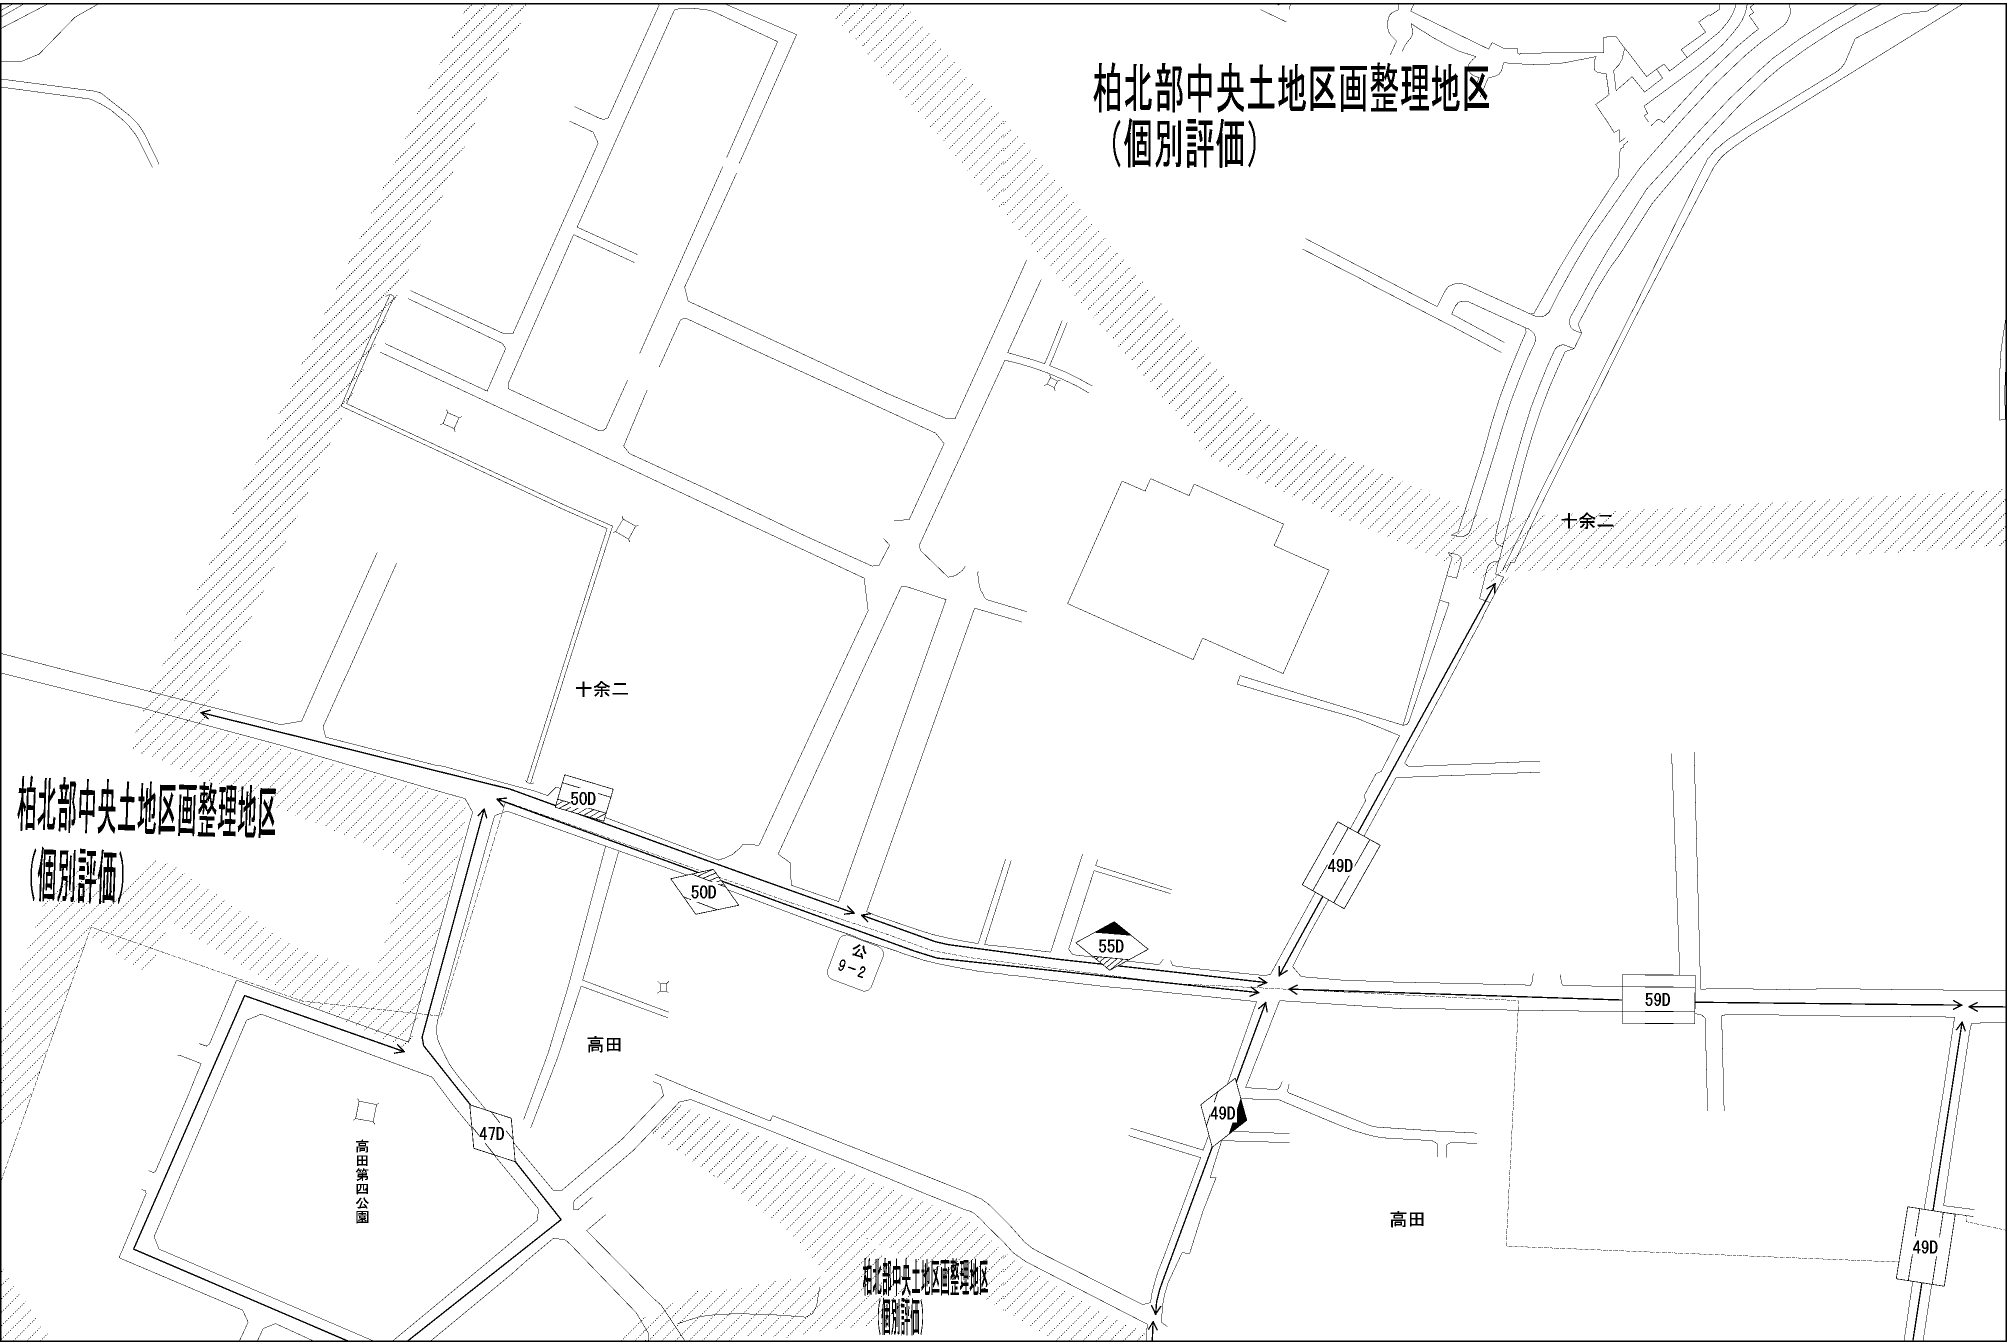 柏北部中央土地区画整理地区
（個別評価）
十余二
十余二
柏北部中央土地区画整理地区
（個別評価）
50D
50D
49D
55D
公
9-2
59D
高田
49D
47D
高田第四公園
高田
49D
柏北部中央土地区画整理地区
（個別評価）